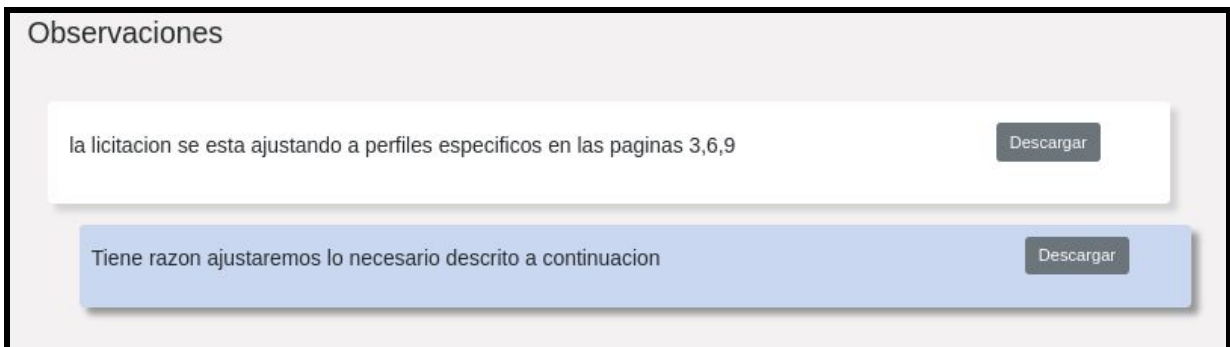 Observaciones
la licitacion se esta ajustando a perfiles especificos en las paginas 3,6,9
Descargar
Tiene razon ajustaremos lo necesario descrito a continuacion
Descargar